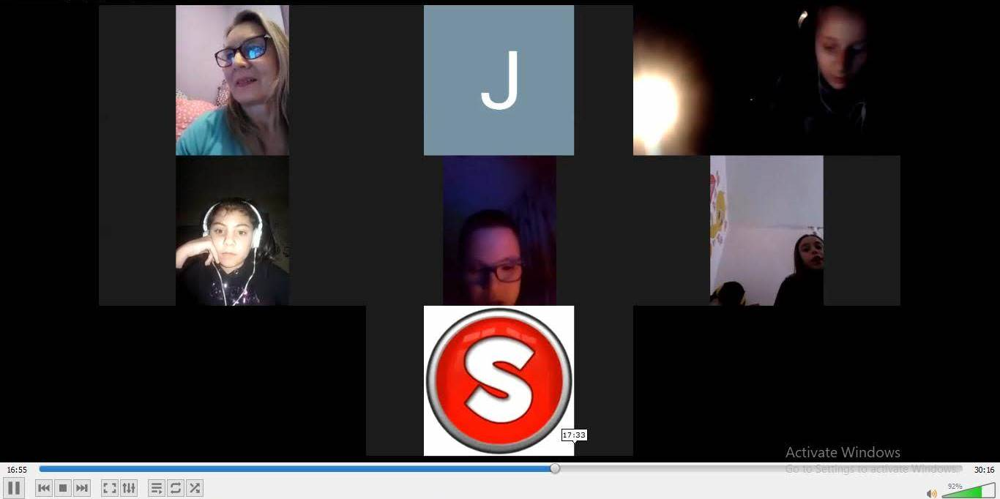 J
S
17:33
Activate Windows
Go to Settings to activate Windows.
16:55
30:16
92%